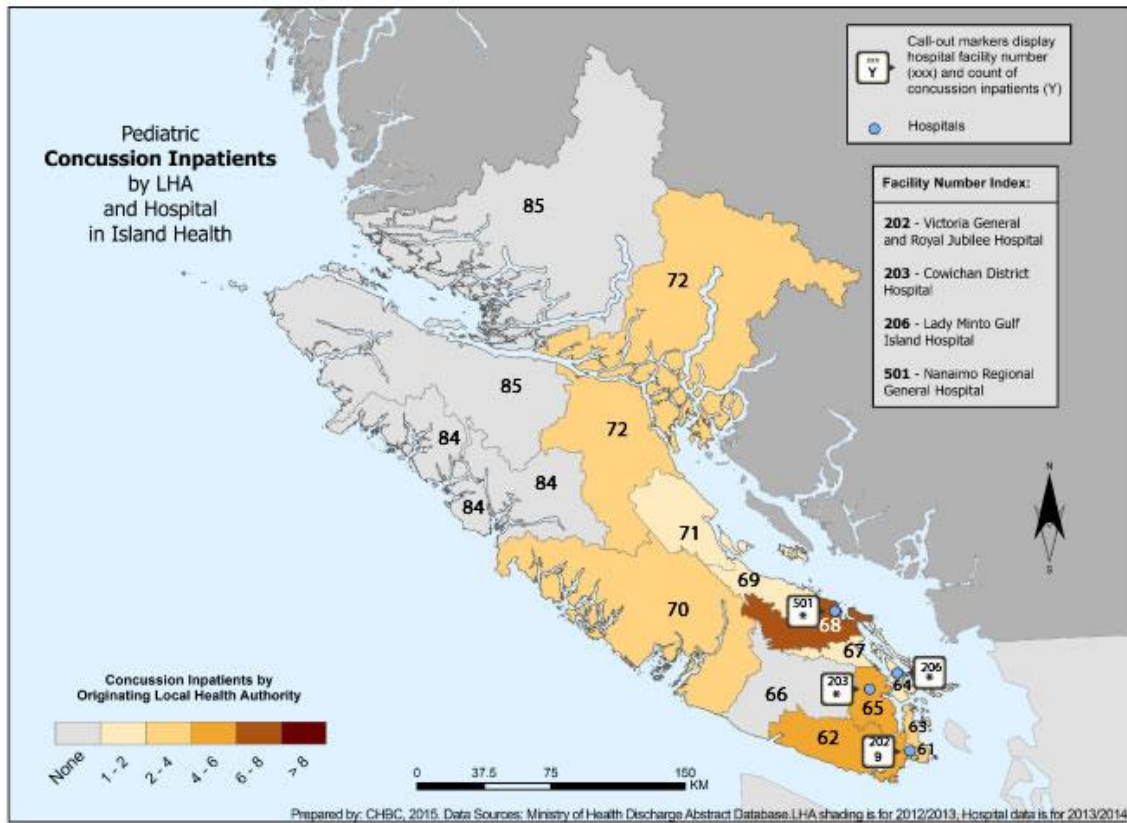 Pediatric
Concussion Inpatients
by LHA
and Hospital
in Island Health
xxx
Y
Call-out markers display
hospital facility number
(xxx) and count of
concussion inpatients (Y)
Hospitals
Facility Number Index:
202 - Victoria General
and Royal Jubilee Hospital
203 - Cowichan District
Hospital
206 - Lady Minto Gulf
Island Hospital
501 - Nanaimo Regional
General Hospital
85
72
85
72
84
84
84
71
69
70
501
*
68
67
206
*
64
66
203
*
65
63
62
202
9
61
N
S
Concussion Inpatients by
Originating Local Health Authority
None
1 - 2
2 - 4
4 - 6
6 - 8
> 8
0 37.5 75 150
KM
Prepared by: CHBC, 2015. Data Sources: Ministry of Health Discharge Abstract Database.LHA shading is for 2012/2013, Hospital data is for 2013/2014